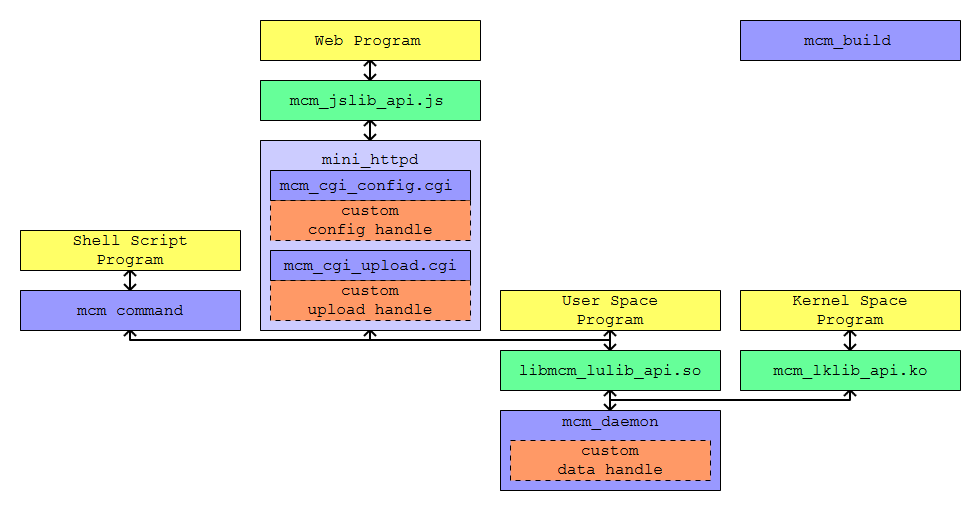 Web Program
mcm_build
mcm_jslib_api.js
mini_httpd
mcm_cgi_config.cgi
custom
config handle
Shell Script
Program
mcm_cgi_upload.cgi
custom
upload handle
mcm command
User Space
Program
Kernel Space
Program
libmcm_lulib_api.so
mcm_lklib_api.ko
mcm_daemon
custom
data handle